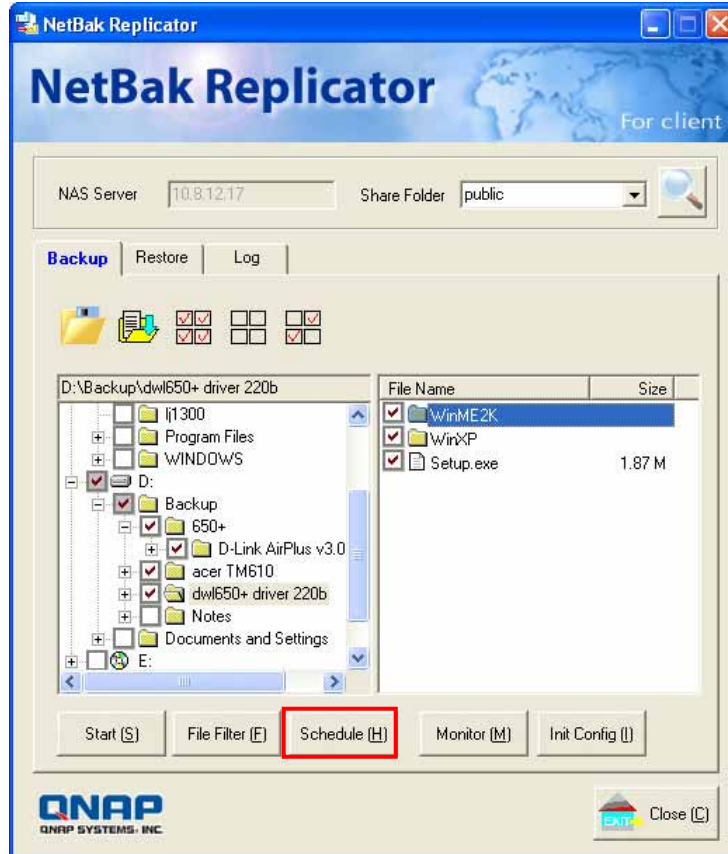 NetBak Replicator
NetBak Replicator
For client
NAS Server 10.8.12.17 Share Folder public
Backup Restore Log
D:\Backup\dwl650+ driver 220b
lj1300
Program Files
WINDOWS
D:
Backup
650+
D-Link AirPlus v3.0
acer TM610
dwl650+ driver 220b
Notes
Documents and Settings
E:
File Name Size
WinME2K
WinXP
Setup.exe 1.87 M
Start (S) File Filter (F) Schedule (H) Monitor (M) Init Config (I)
QNAP
QNAP SYSTEMS, INC.
EXIT Close (C)